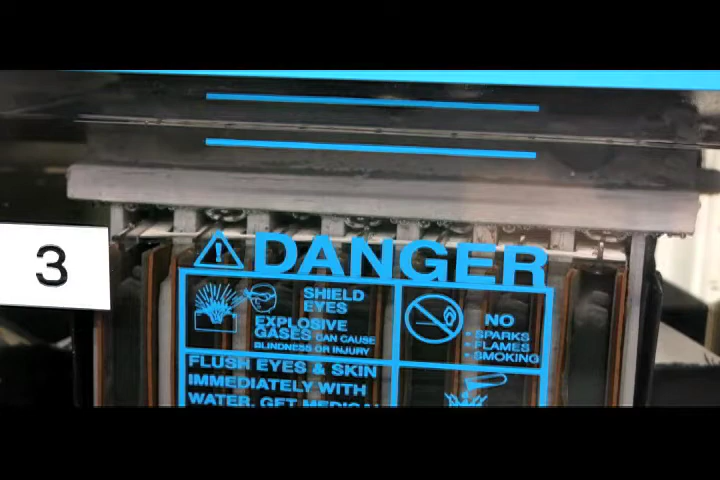 3
DANGER
SHIELD
EYES
EXPLOSIVE
GASES CAN CAUSE
BLINDNESS OR INJURY
NO
• SPARKS
• FLAMES
• SMOKING
FLUSH EYES & SKIN
IMMEDIATELY WITH
WATER. GET MEDICAL